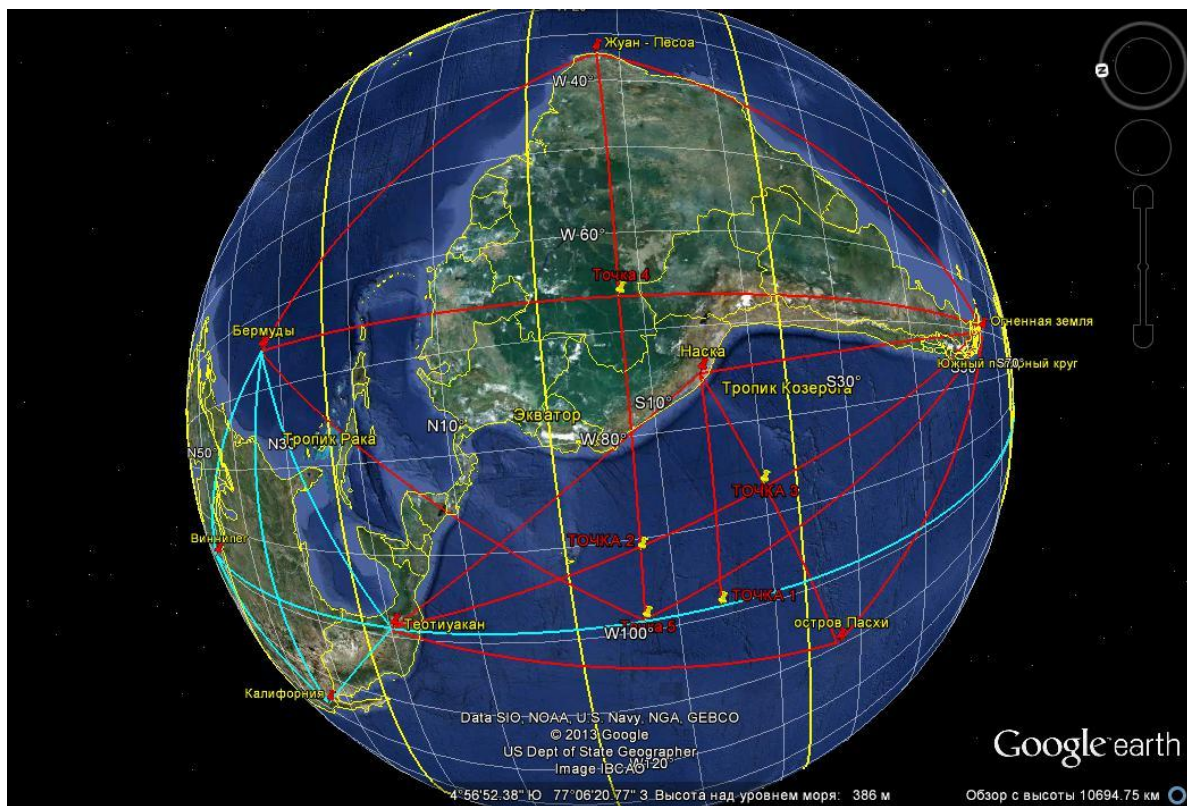 Жуан - Песоа
W 40°
N
W 60°
Точка 4
Огненная земля
Бермуды
Наска
S70°
Тропик Козерога
S30°
S10°
Экватор
N10°
Тропик Рака
N50°
W 80°
ТОЧКА 3
Виннипег
ТОЧКА 2
ТОЧКА 1
Теотиуакан
W100°
остров Пасхи
Калифорния
Data SIO, NOAA, U.S. Navy, NGA, GEBCO
© 2013 Google
US Dept of State Geographer
Image IBCAO
Google earth
4°56'52.38" Ю 77°06'20.77" З Высота над уровнем моря: 386 м Обзор с высоты 10694.75 км